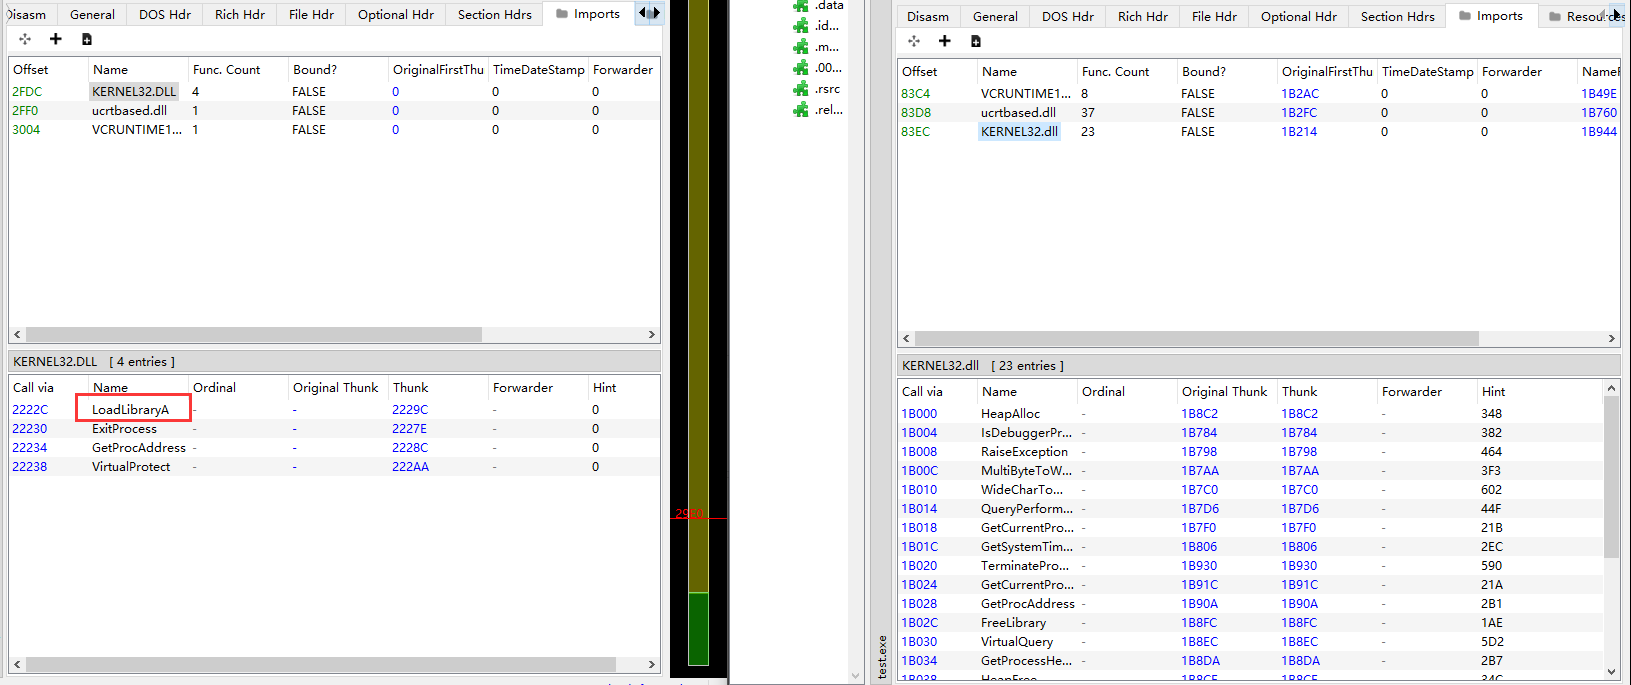 Disasm General DOS Hdr Rich Hdr File Hdr Optional Hdr Section Hdrs Imports
Offset Name Func. Count Bound? OriginalFirstThu TimeDateStamp Forwarder
2FDC KERNEL32.DLL 4 FALSE 0 0 0
2FF0 ucrtbased.dll 1 FALSE 0 0 0
3004 VCRUNTIME1... 1 FALSE 0 0 0
KERNEL32.DLL [ 4 entries ]
Call via Name Ordinal Original Thunk Thunk Forwarder Hint
2222C LoadLibraryA - - 2229C - 0
22230 ExitProcess - - 2227E - 0
22234 GetProcAddress - - 2228C - 0
22238 VirtualProtect - - 222AA - 0
.data
.id...
.m...
.00...
.rsrc
.rel...
test.exe
Disasm General DOS Hdr Rich Hdr File Hdr Optional Hdr Section Hdrs Imports Resources
Offset Name Func. Count Bound? OriginalFirstThu TimeDateStamp Forwarder
83C4 VCRUNTIME1... 8 FALSE 1B2AC 0 0 1B49E
83D8 ucrtbased.dll 37 FALSE 1B2FC 0 0 1B760
83EC KERNEL32.dll 23 FALSE 1B214 0 0 1B944
KERNEL32.dll [ 23 entries ]
Call via Name Ordinal Original Thunk Thunk Forwarder Hint
1B000 HeapAlloc - 1B8C2 1B8C2 - 348
1B004 IsDebuggerPr... - 1B784 1B784 - 382
1B008 RaiseException - 1B798 1B798 - 464
1B00C MultiByteToW... - 1B7AA 1B7AA - 3F3
1B010 WideCharTo... - 1B7C0 1B7C0 - 602
1B014 QueryPerform... - 1B7D6 1B7D6 - 44F
1B018 GetCurrentPro... - 1B7F0 1B7F0 - 21B
1B01C GetSystemTim... - 1B806 1B806 - 2EC
1B020 TerminatePro... - 1B930 1B930 - 590
1B024 GetCurrentPro... - 1B91C 1B91C - 21A
1B028 GetProcAddress - 1B90A 1B90A - 2B1
1B02C FreeLibrary - 1B8FC 1B8FC - 1AE
1B030 VirtualQuery - 1B8EC 1B8EC - 5D2
1B034 GetProcessHe... - 1B8DA 1B8DA - 2B7
1B038 HeapFree - 1B8CE 1B8CE - 34C